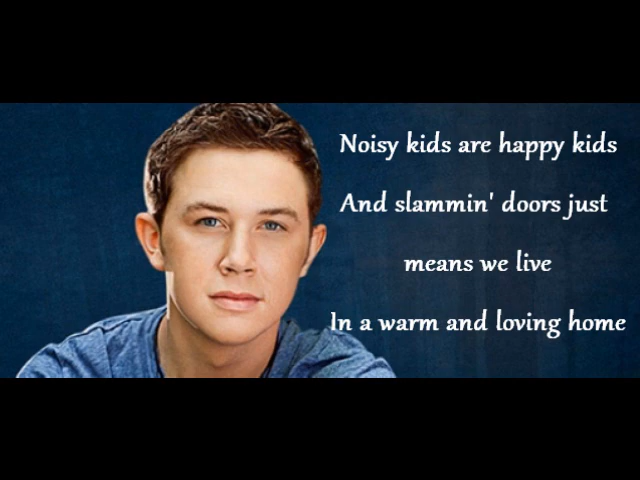 Noisy kids are happy kids
And slammin' doors just
means we live
In a warm and loving home